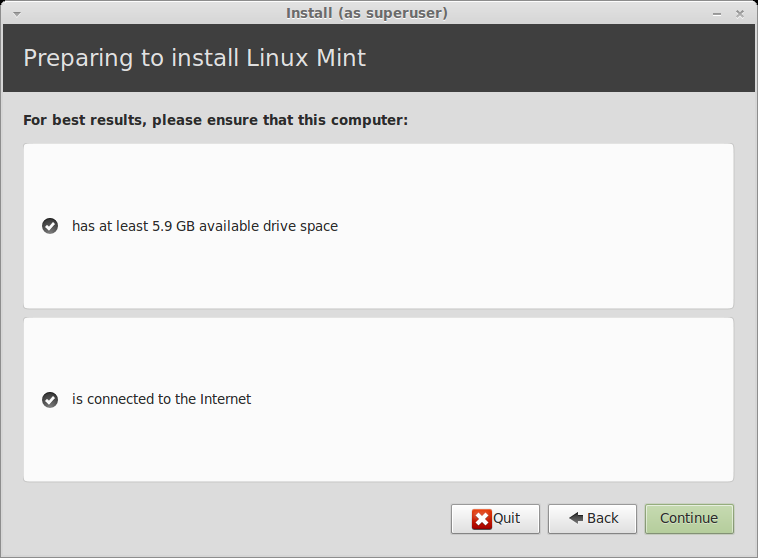 Install (as superuser)
Preparing to install Linux Mint
For best results, please ensure that this computer:
has at least 5.9 GB available drive space
is connected to the Internet
Quit
Back
Continue